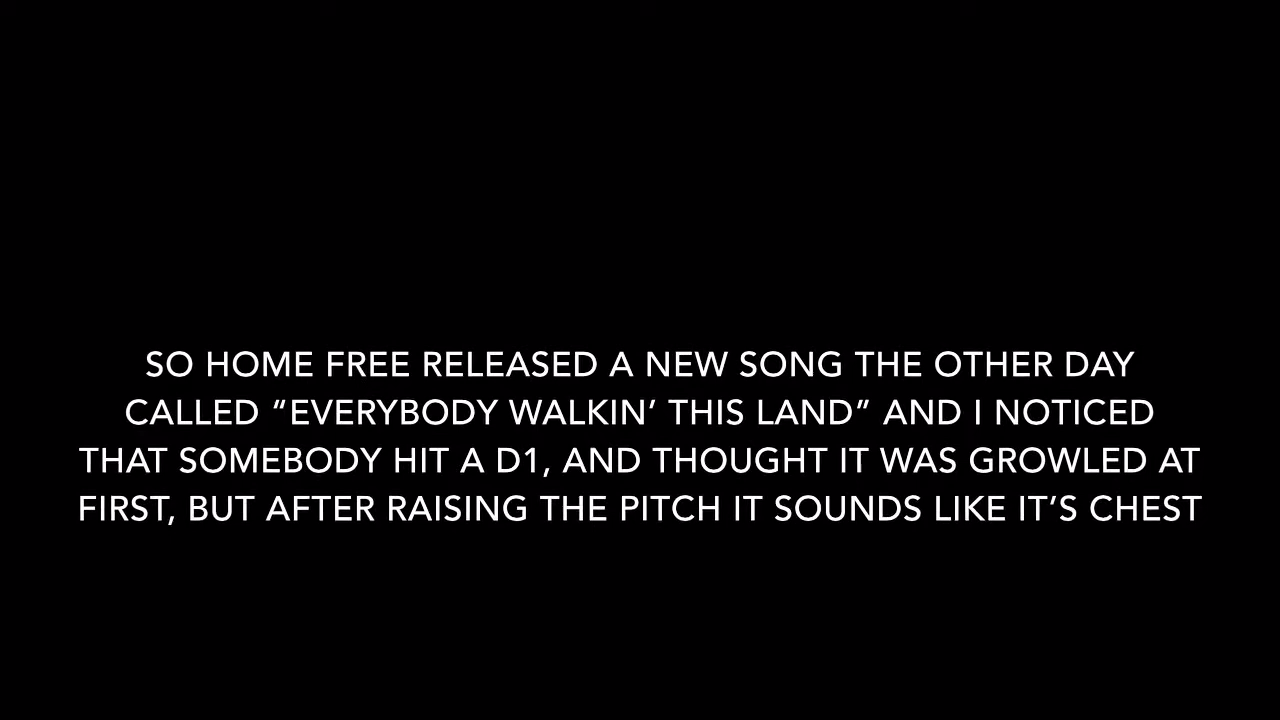 SO HOME FREE RELEASED A NEW SONG THE OTHER DAY
CALLED “EVERYBODY WALKIN’ THIS LAND” AND I NOTICED
THAT SOMEBODY HIT A D1, AND THOUGHT IT WAS GROWLED AT
FIRST, BUT AFTER RAISING THE PITCH IT SOUNDS LIKE IT’S CHEST